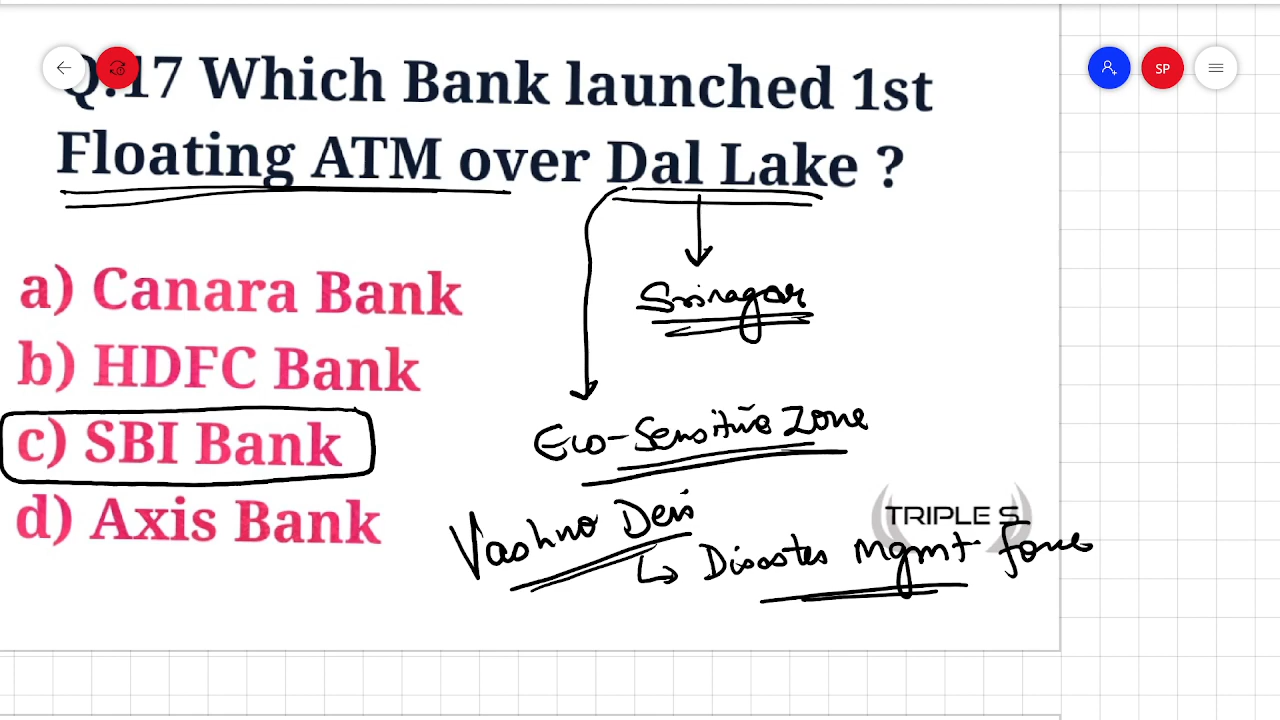 Q.17 Which Bank launched 1st
Floating ATM over Dal Lake ?
SP
a) Canara Bank
b) HDFC Bank
c) SBI Bank
d) Axis Bank
Srinagar
Eco-Sensitive Zone
Vashno Devi
Disaster Mgmt. force
TRIPLE S